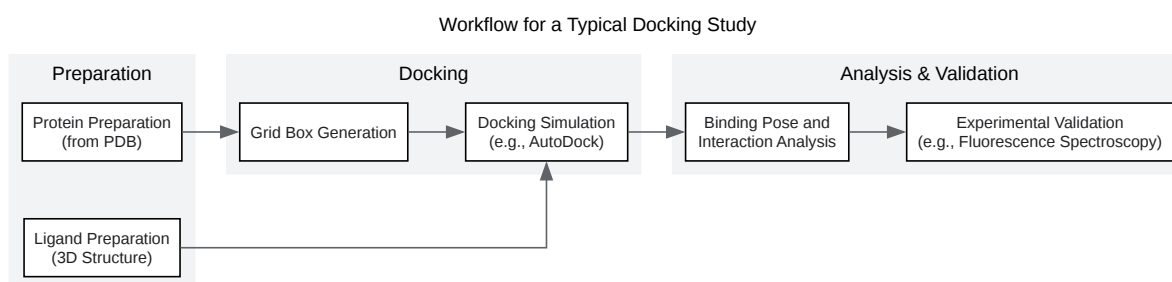 Workflow for a Typical Docking Study
Preparation
Protein Preparation
(from PDB)
Ligand Preparation
(3D Structure)
Docking
Grid Box Generation
Docking Simulation
(e.g., AutoDock)
Analysis & Validation
Binding Pose and
Interaction Analysis
Experimental Validation
(e.g., Fluorescence Spectroscopy)